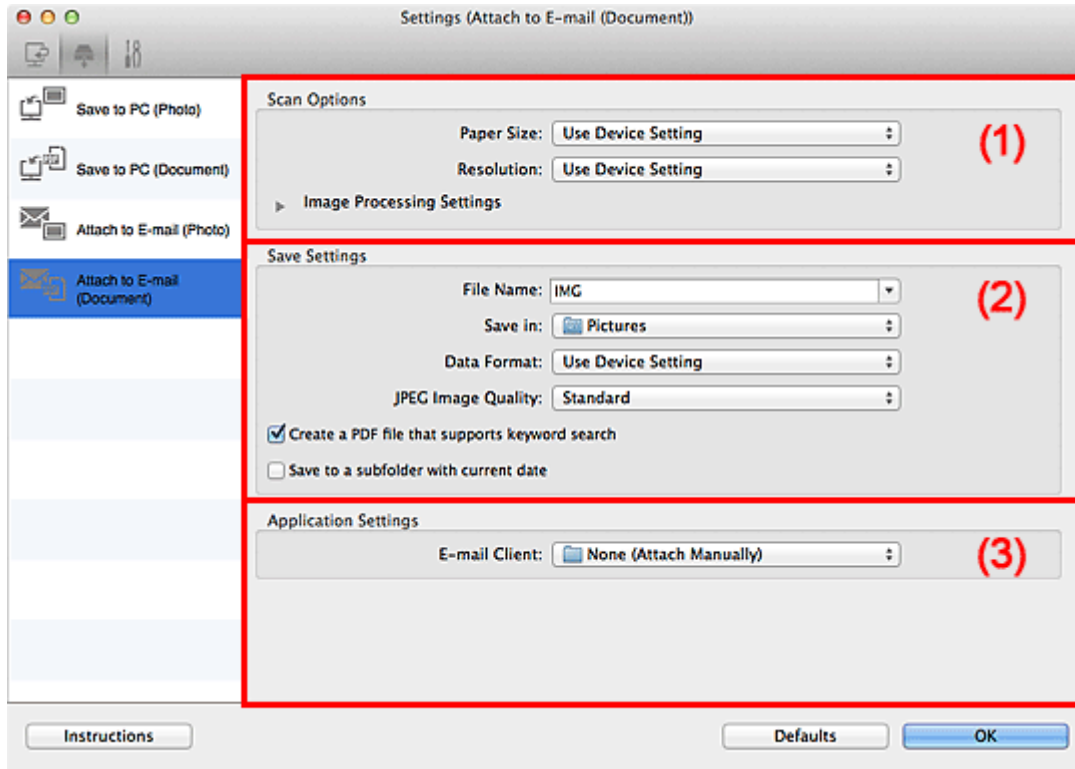 Settings (Attach to E-mail (Document))
Save to PC (Photo)
Save to PC (Document)
Attach to E-mail (Photo)
Attach to E-mail
(Document)
Scan Options
(1)
Paper Size: Use Device Setting
Resolution: Use Device Setting
Image Processing Settings
Save Settings
(2)
File Name: IMG
Save in: Pictures
Data Format: Use Device Setting
JPEG Image Quality: Standard
Create a PDF file that supports keyword search
Save to a subfolder with current date
Application Settings
(3)
E-mail Client: None (Attach Manually)
Instructions
Defaults
OK